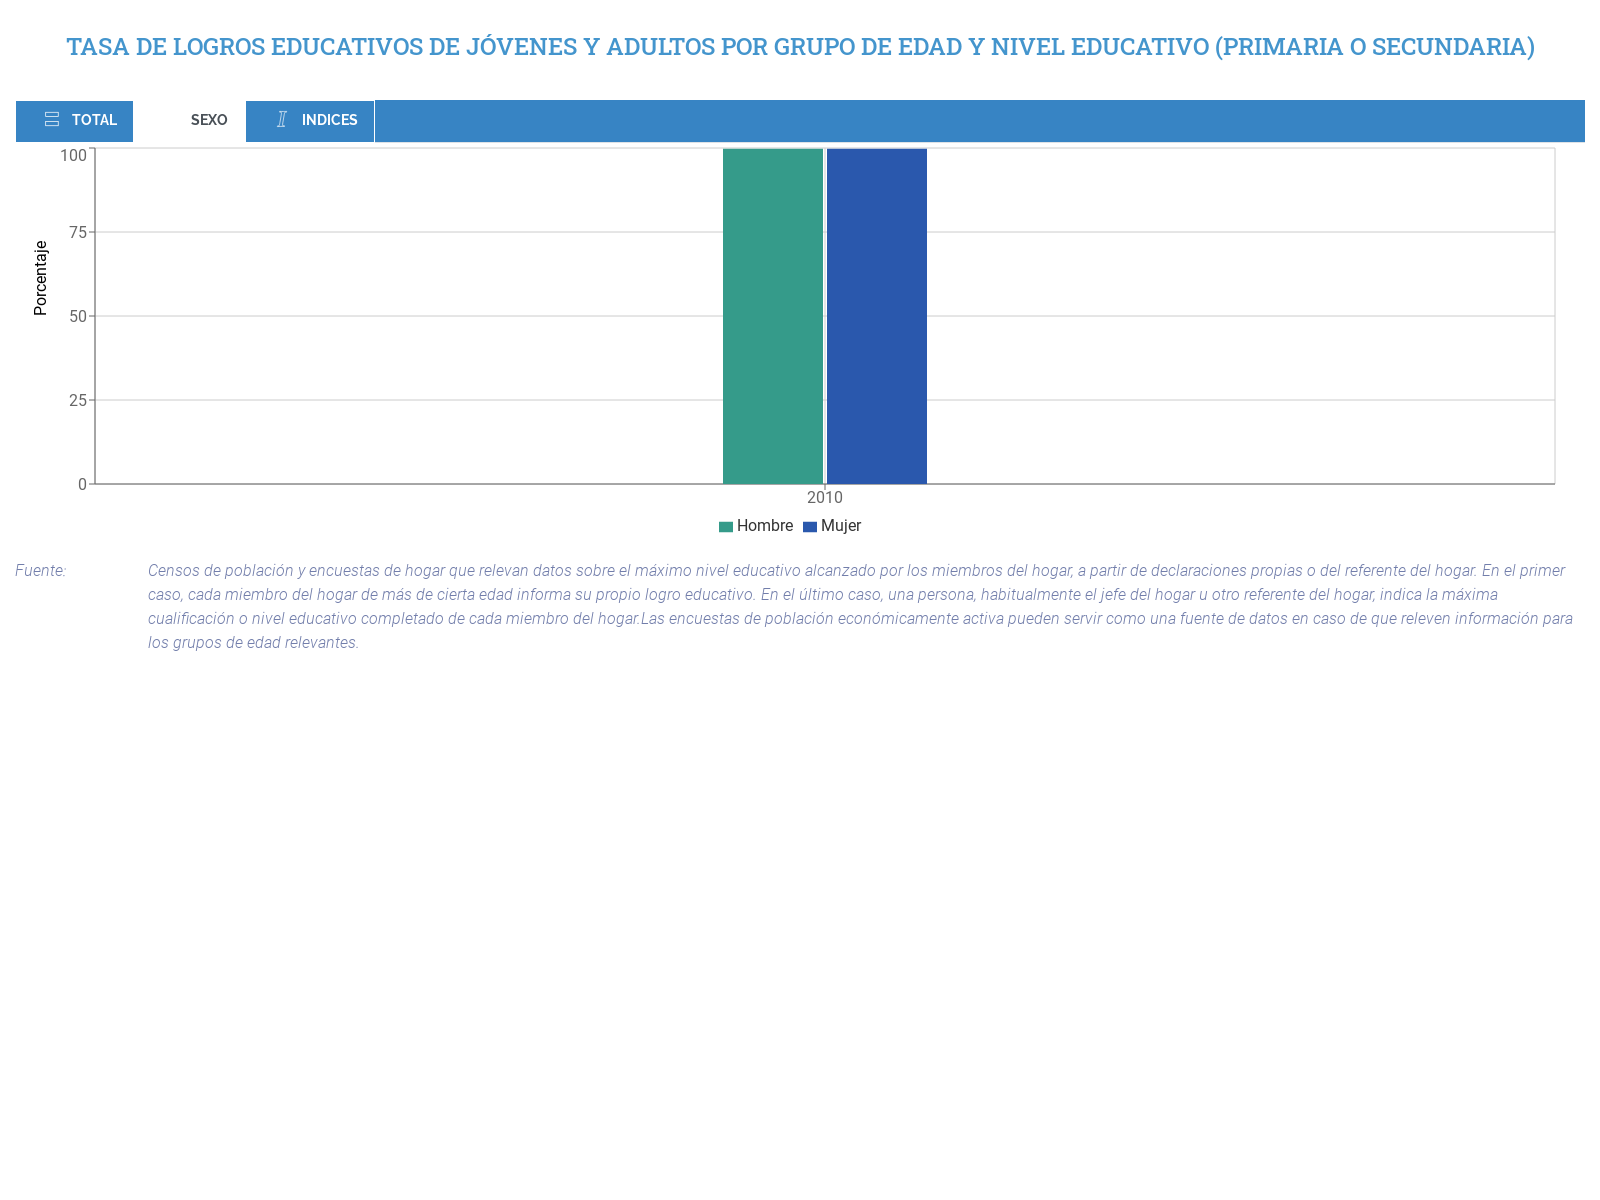 TASA DE LOGROS EDUCATIVOS DE JÓVENES Y ADULTOS POR GRUPO DE EDAD Y NIVEL EDUCATIVO (PRIMARIA O SECUNDARIA)
TOTAL SEXO INDICES
100
75
50
25
0
Porcentaje
2010
Hombre Mujer
Fuente: Censos de población y encuestas de hogar que relevan datos sobre el máximo nivel educativo alcanzado por los miembros del hogar, a partir de declaraciones propias o del referente del hogar. En el primer
caso, cada miembro del hogar de más de cierta edad informa su propio logro educativo. En el último caso, una persona, habitualmente el jefe del hogar u otro referente del hogar, indica la máxima
cualificación o nivel educativo completado de cada miembro del hogar.Las encuestas de población económicamente activa pueden servir como una fuente de datos en caso de que releven información para
los grupos de edad relevantes.